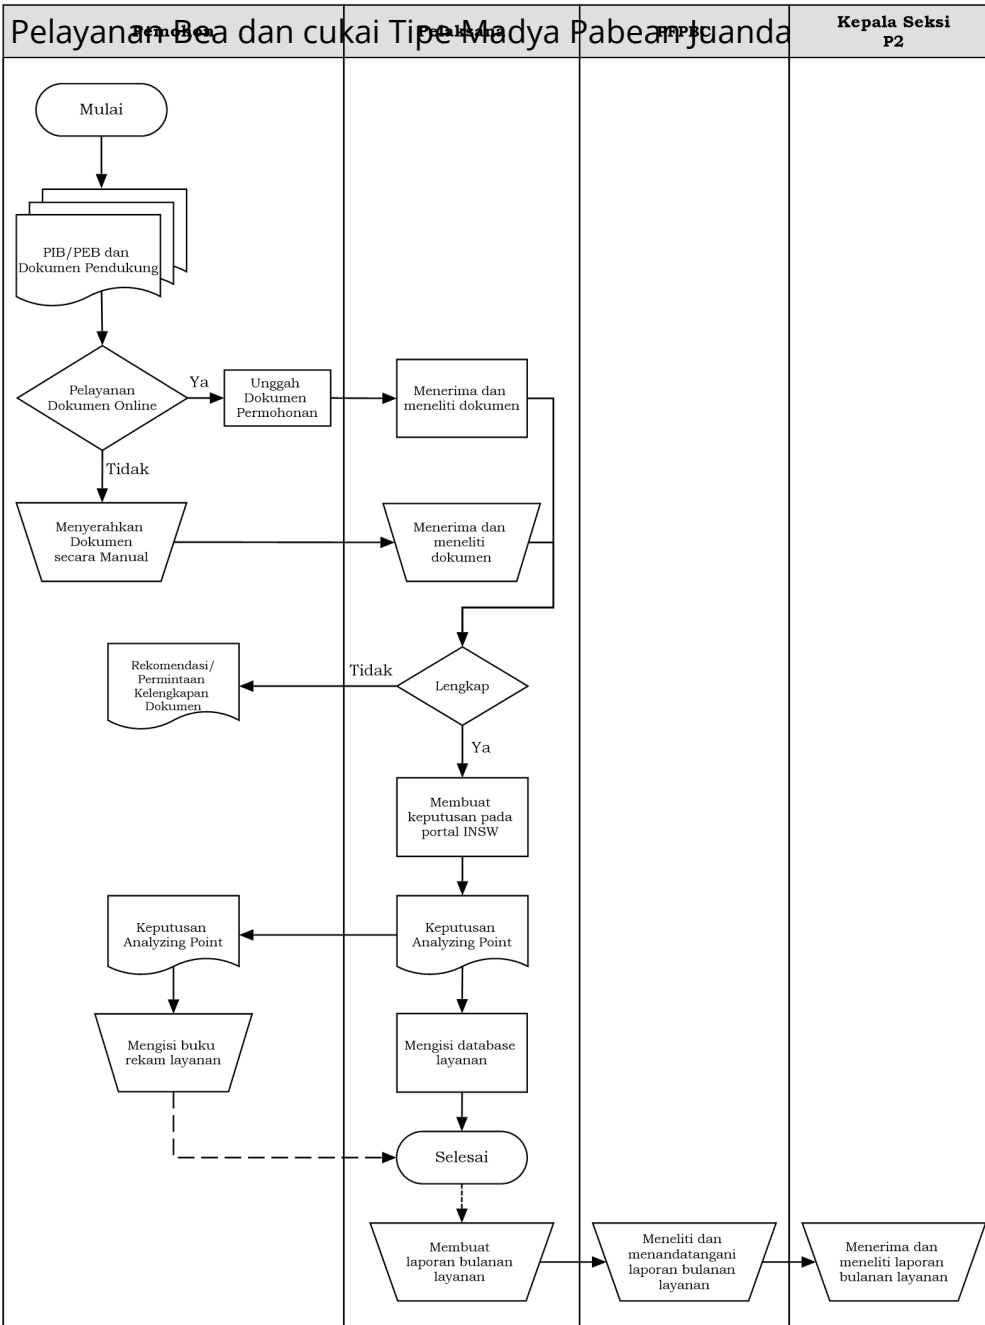 Pelayanan Bea dan cukai Tipe Madya Pabean Juanda
Pemohon
Pelaksana
PFPBC
Kepala Seksi
P2
Mulai
PIB/PEB dan
Dokumen Pendukung
Pelayanan
Dokumen Online
Ya
Unggah
Dokumen
Permohonan
Menerima dan
meneliti dokumen
Tidak
Menyerahkan
Dokumen
secara Manual
Menerima dan
meneliti
dokumen
Lengkap
Tidak
Rekomendasi/
Permintaan
Kelengkapan
Dokumen
Ya
Membuat
keputusan pada
portal INSW
Keputusan
Analyzing Point
Keputusan
Analyzing Point
Mengisi buku
rekam layanan
Mengisi database
layanan
Selesai
Membuat
laporan bulanan
layanan
Meneliti dan
menandatangani
laporan bulanan
layanan
Menerima dan
meneliti laporan
bulanan layanan